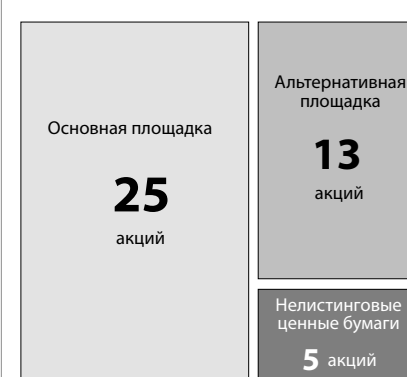 Основная площадка
25
акций
Альтернативная
площадка
13
акций
Нелистинговые
ценные бумаги
5 акций